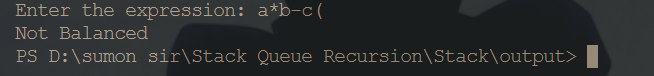 Enter the expression: a*b-c(
Not Balanced
PS D:\sumon sir\Stack Queue Recursion\Stack\output>